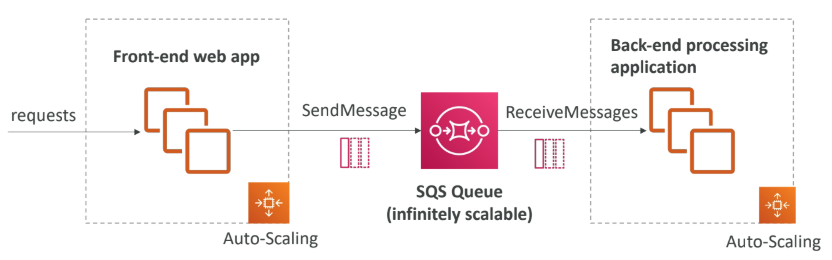 Front-end web app
requests
Auto-Scaling
SendMessage
SQS Queue
(infinitely scalable)
ReceiveMessages
Back-end processing
application
Auto-Scaling